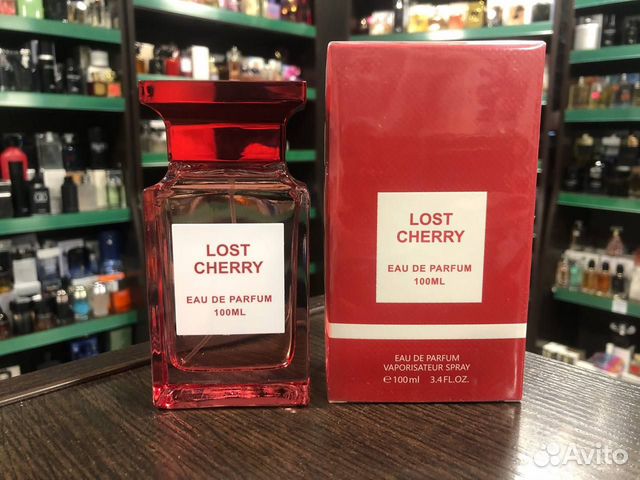 LOST
CHERRY
EAU DE PARFUM
100ML
LOST
CHERRY
EAU DE PARFUM
100ML
EAU DE PARFUM
VAPORISATEUR SPRAY
℮100ml 3.4FL.OZ.
Avito